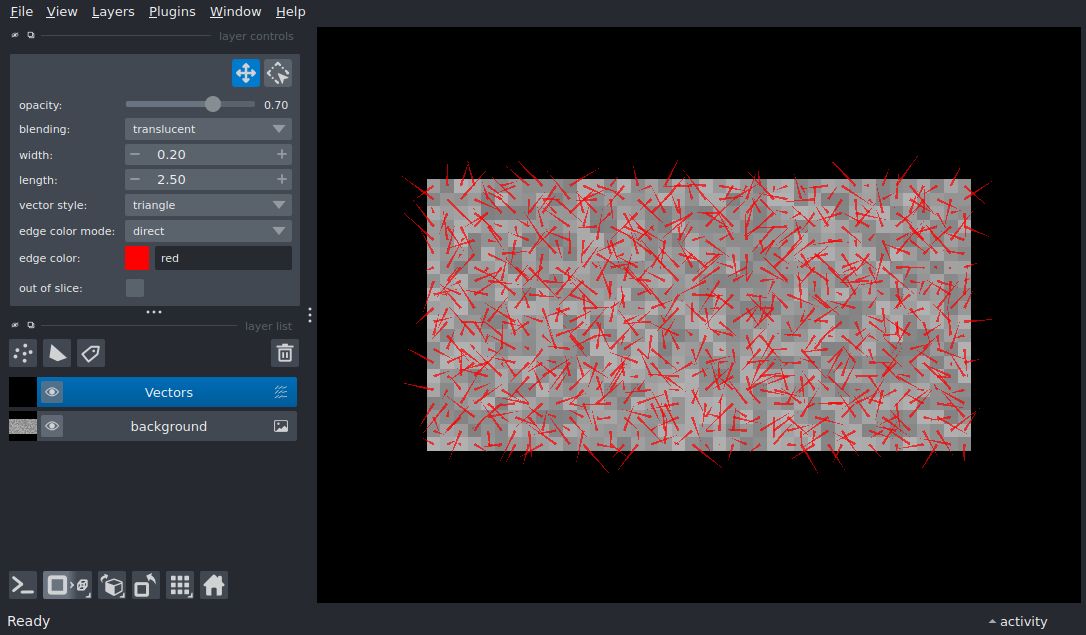 File View Layers Plugins Window Help
layer controls
opacity: 0.70
blending: translucent
width: − 0.20 +
length: − 2.50 +
vector style: triangle
edge color mode: direct
edge color: red
out of slice:
layer list
Vectors
background
Ready
activity